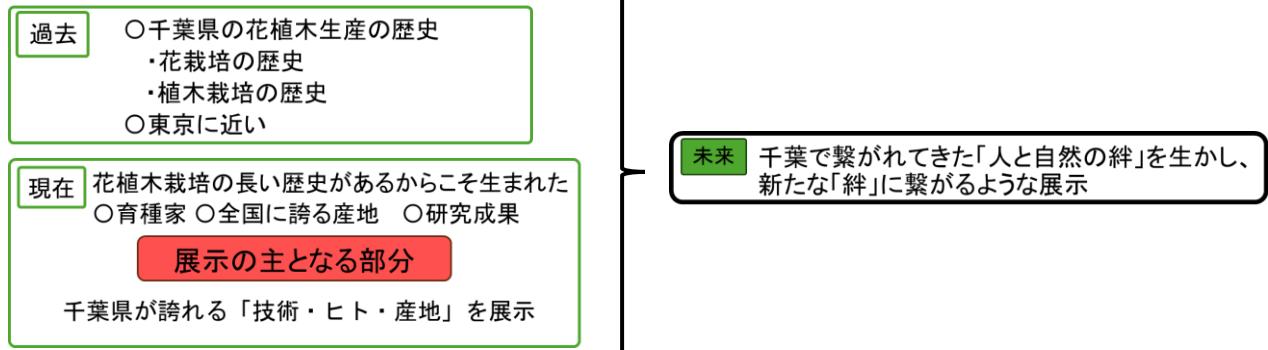 過去
○千葉県の花植木生産の歴史
・花栽培の歴史
・植木栽培の歴史
○東京に近い
現在
花植木栽培の長い歴史があるからこそ生まれた
○育種家 ○全国に誇る産地 ○研究成果
展示の主となる部分
千葉県が誇れる「技術・ヒト・産地」を展示
未来
千葉で繋がれてきた「人と自然の絆」を生かし、
新たな「絆」に繋がるような展示